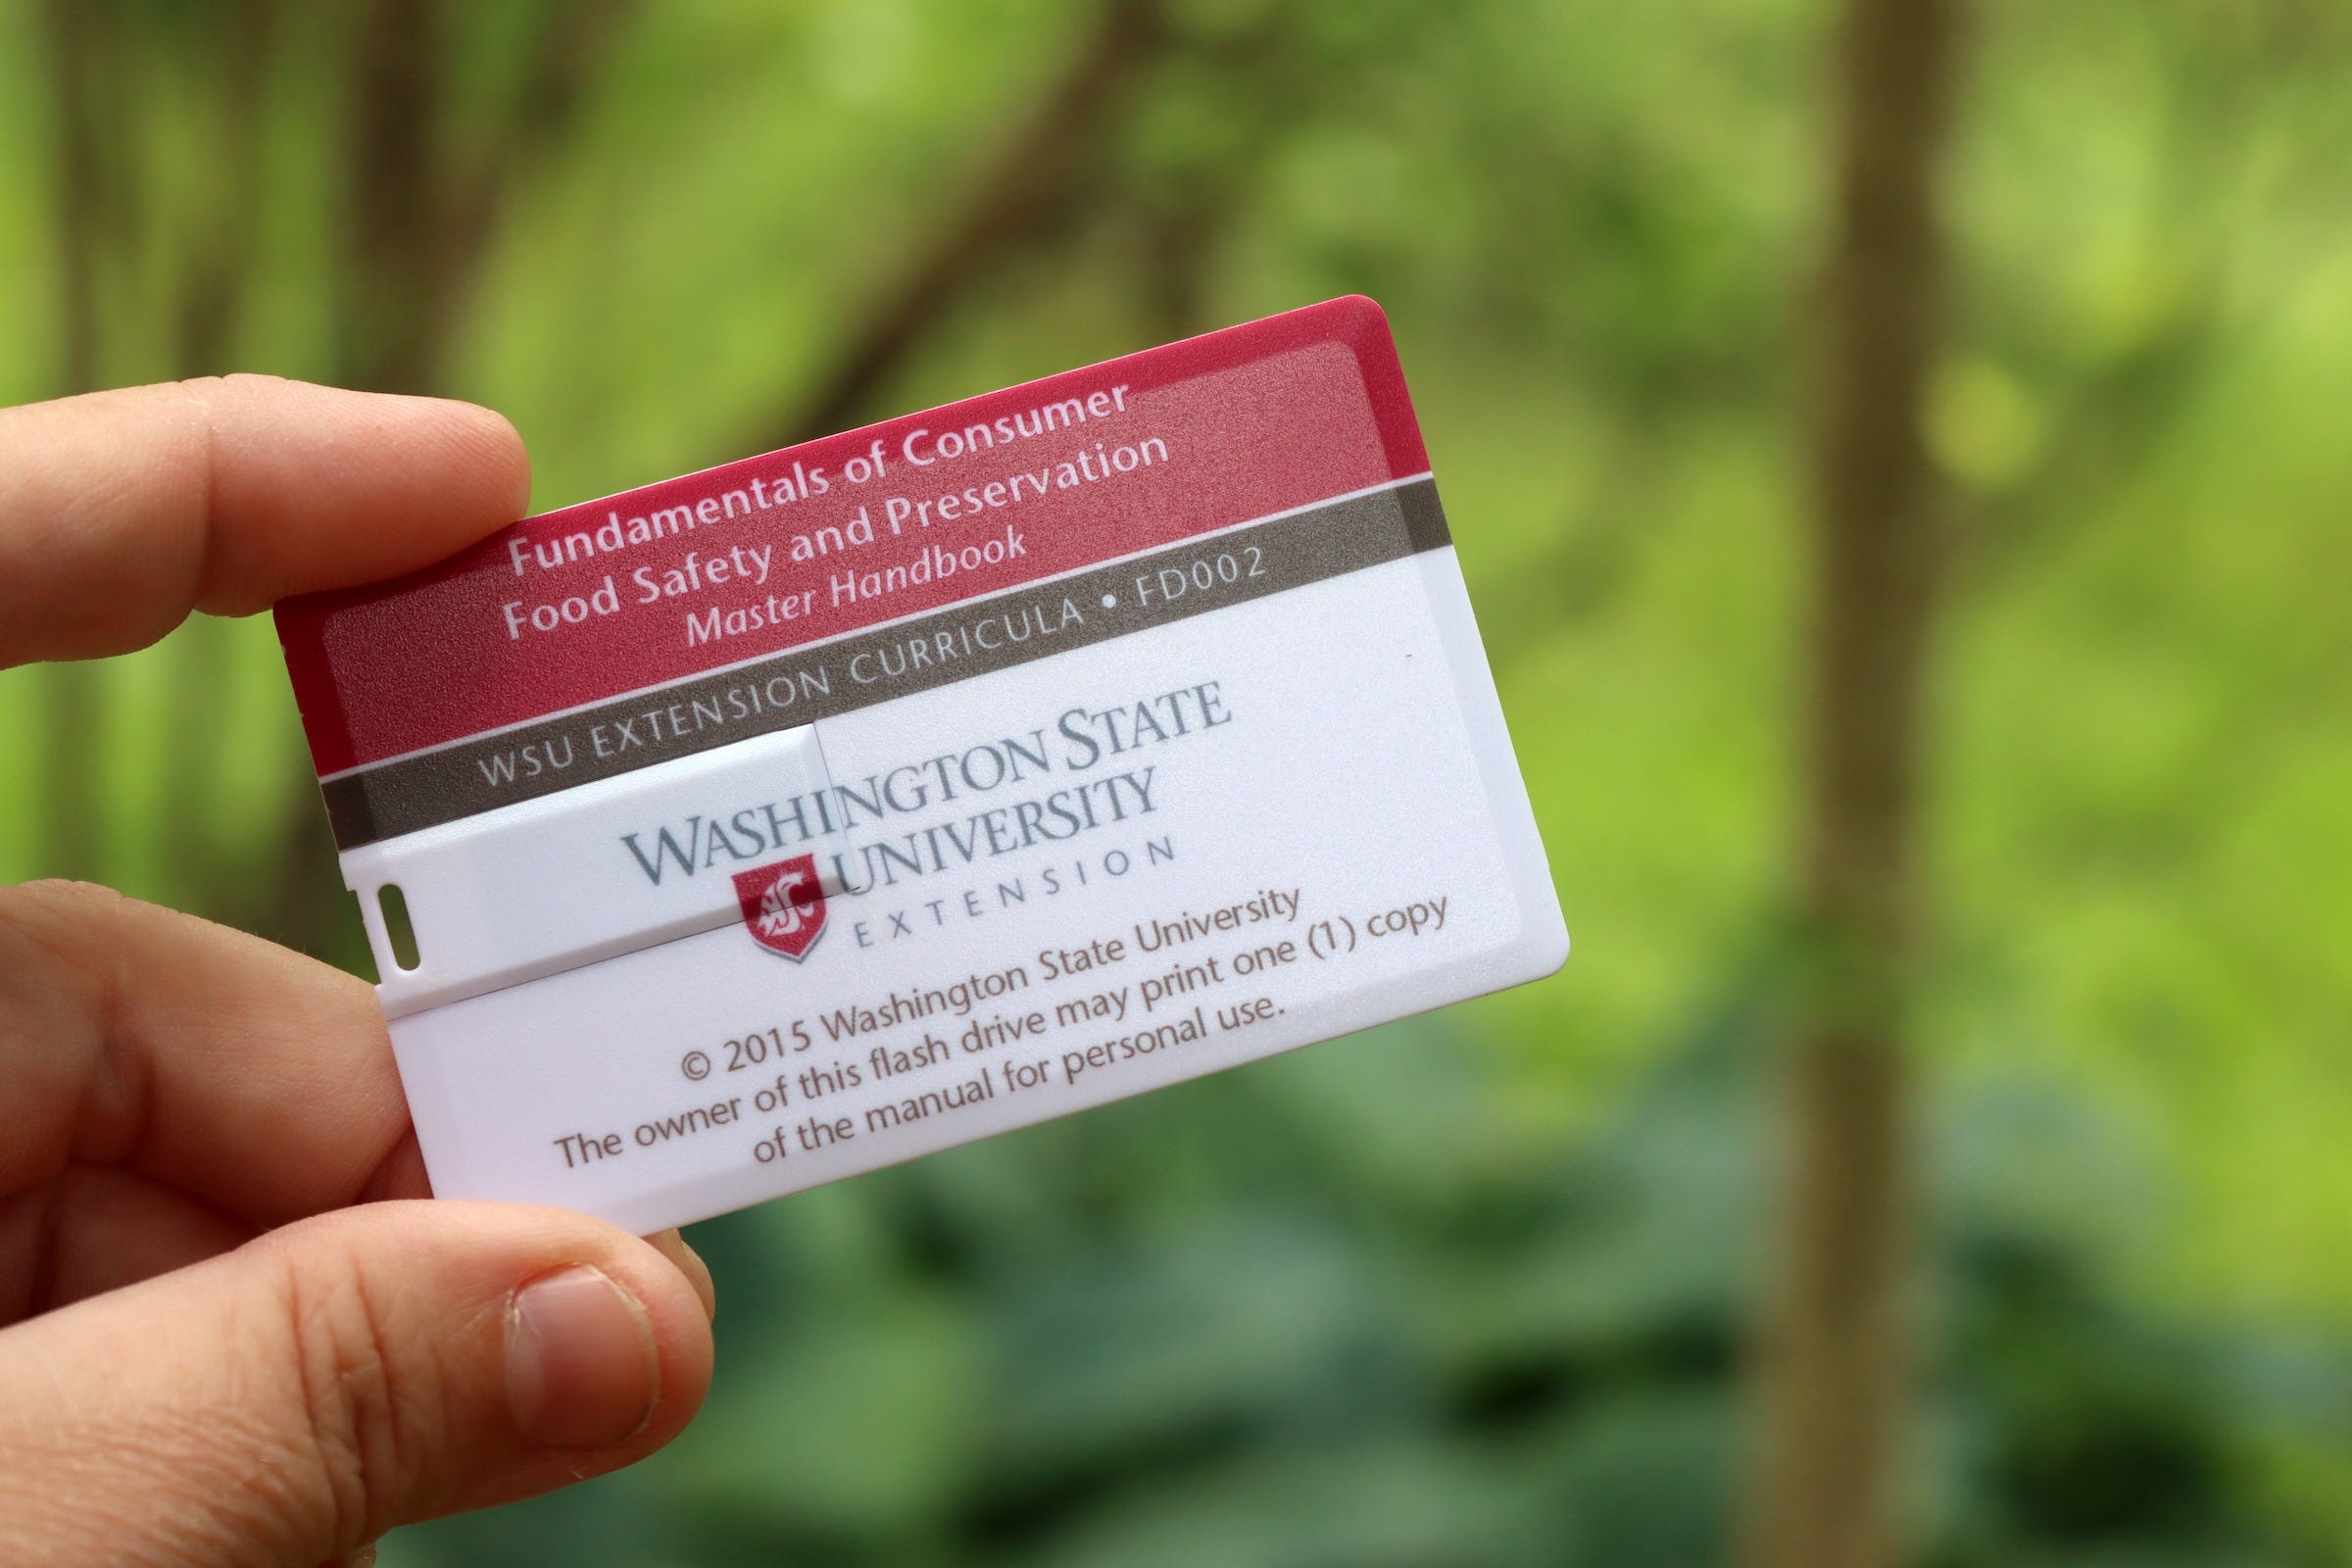 Fundamentals of Consumer
Food Safety and Preservation
Master Handbook
WSU EXTENSION CURRICULA • FD002
WASHINGTON STATE
UNIVERSITY
EXTENSION
© 2015 Washington State University
The owner of this flash drive may print one (1) copy
of the manual for personal use.